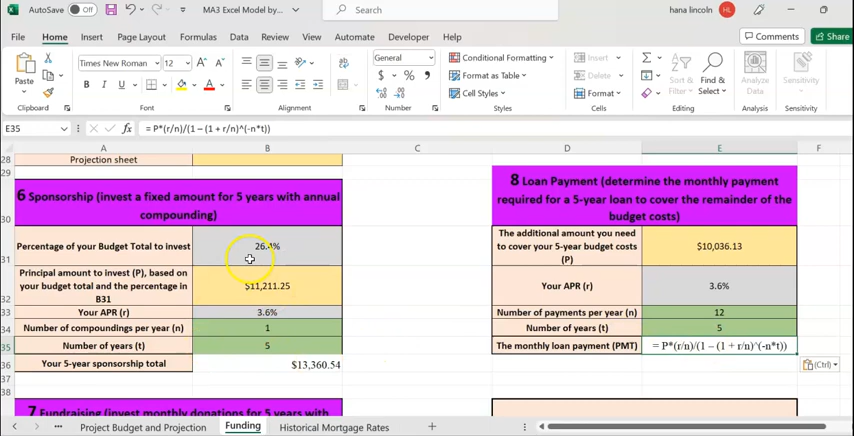 AutoSave Off MA3 Excel Model by... Search hana lincoln HL
File Home Insert Draw Page Layout Formulas Data Review View Automate Developer Help Comments Share
Times New Roman 12 A A General Conditional Formatting Insert Σ
Paste B I U A $ % , Format as Table Delete Sort & Filter Find & Select Analyze Data Sensitivity
Cell Styles Format
Clipboard Font Alignment Number Styles Cells Editing Analysis Sensitivity
E35 fx = P*(r/n)/(1 – (1 + r/n)^(-n*t))
A B C D E F
28 Projection sheet
29
30 6 Sponsorship (invest a fixed amount for 5 years with annual
compounding)
8 Loan Payment (determine the monthly payment
required for a 5-year loan to cover the remainder of the
budget costs)
31 Percentage of your Budget Total to invest 26.4%
The additional amount you need
to cover your 5-year budget costs
(P)
$10,036.13
32 Principal amount to invest (P), based on
your budget total and the percentage in
B31
$11,211.25
Your APR (r) 3.6%
33 Your APR (r) 3.6% Number of payments per year (n) 12
34 Number of compoundings per year (n) 1 Number of years (t) 5
35 Number of years (t) 5 The monthly loan payment (PMT) = P*(r/n)/(1 – (1 + r/n)^(-n*t))
36 Your 5-year sponsorship total $13,360.54 (Ctrl)
37
38
7 Fundraising (invest monthly donations for 5 years with
Project Budget and Projection Funding Historical Mortgage Rates